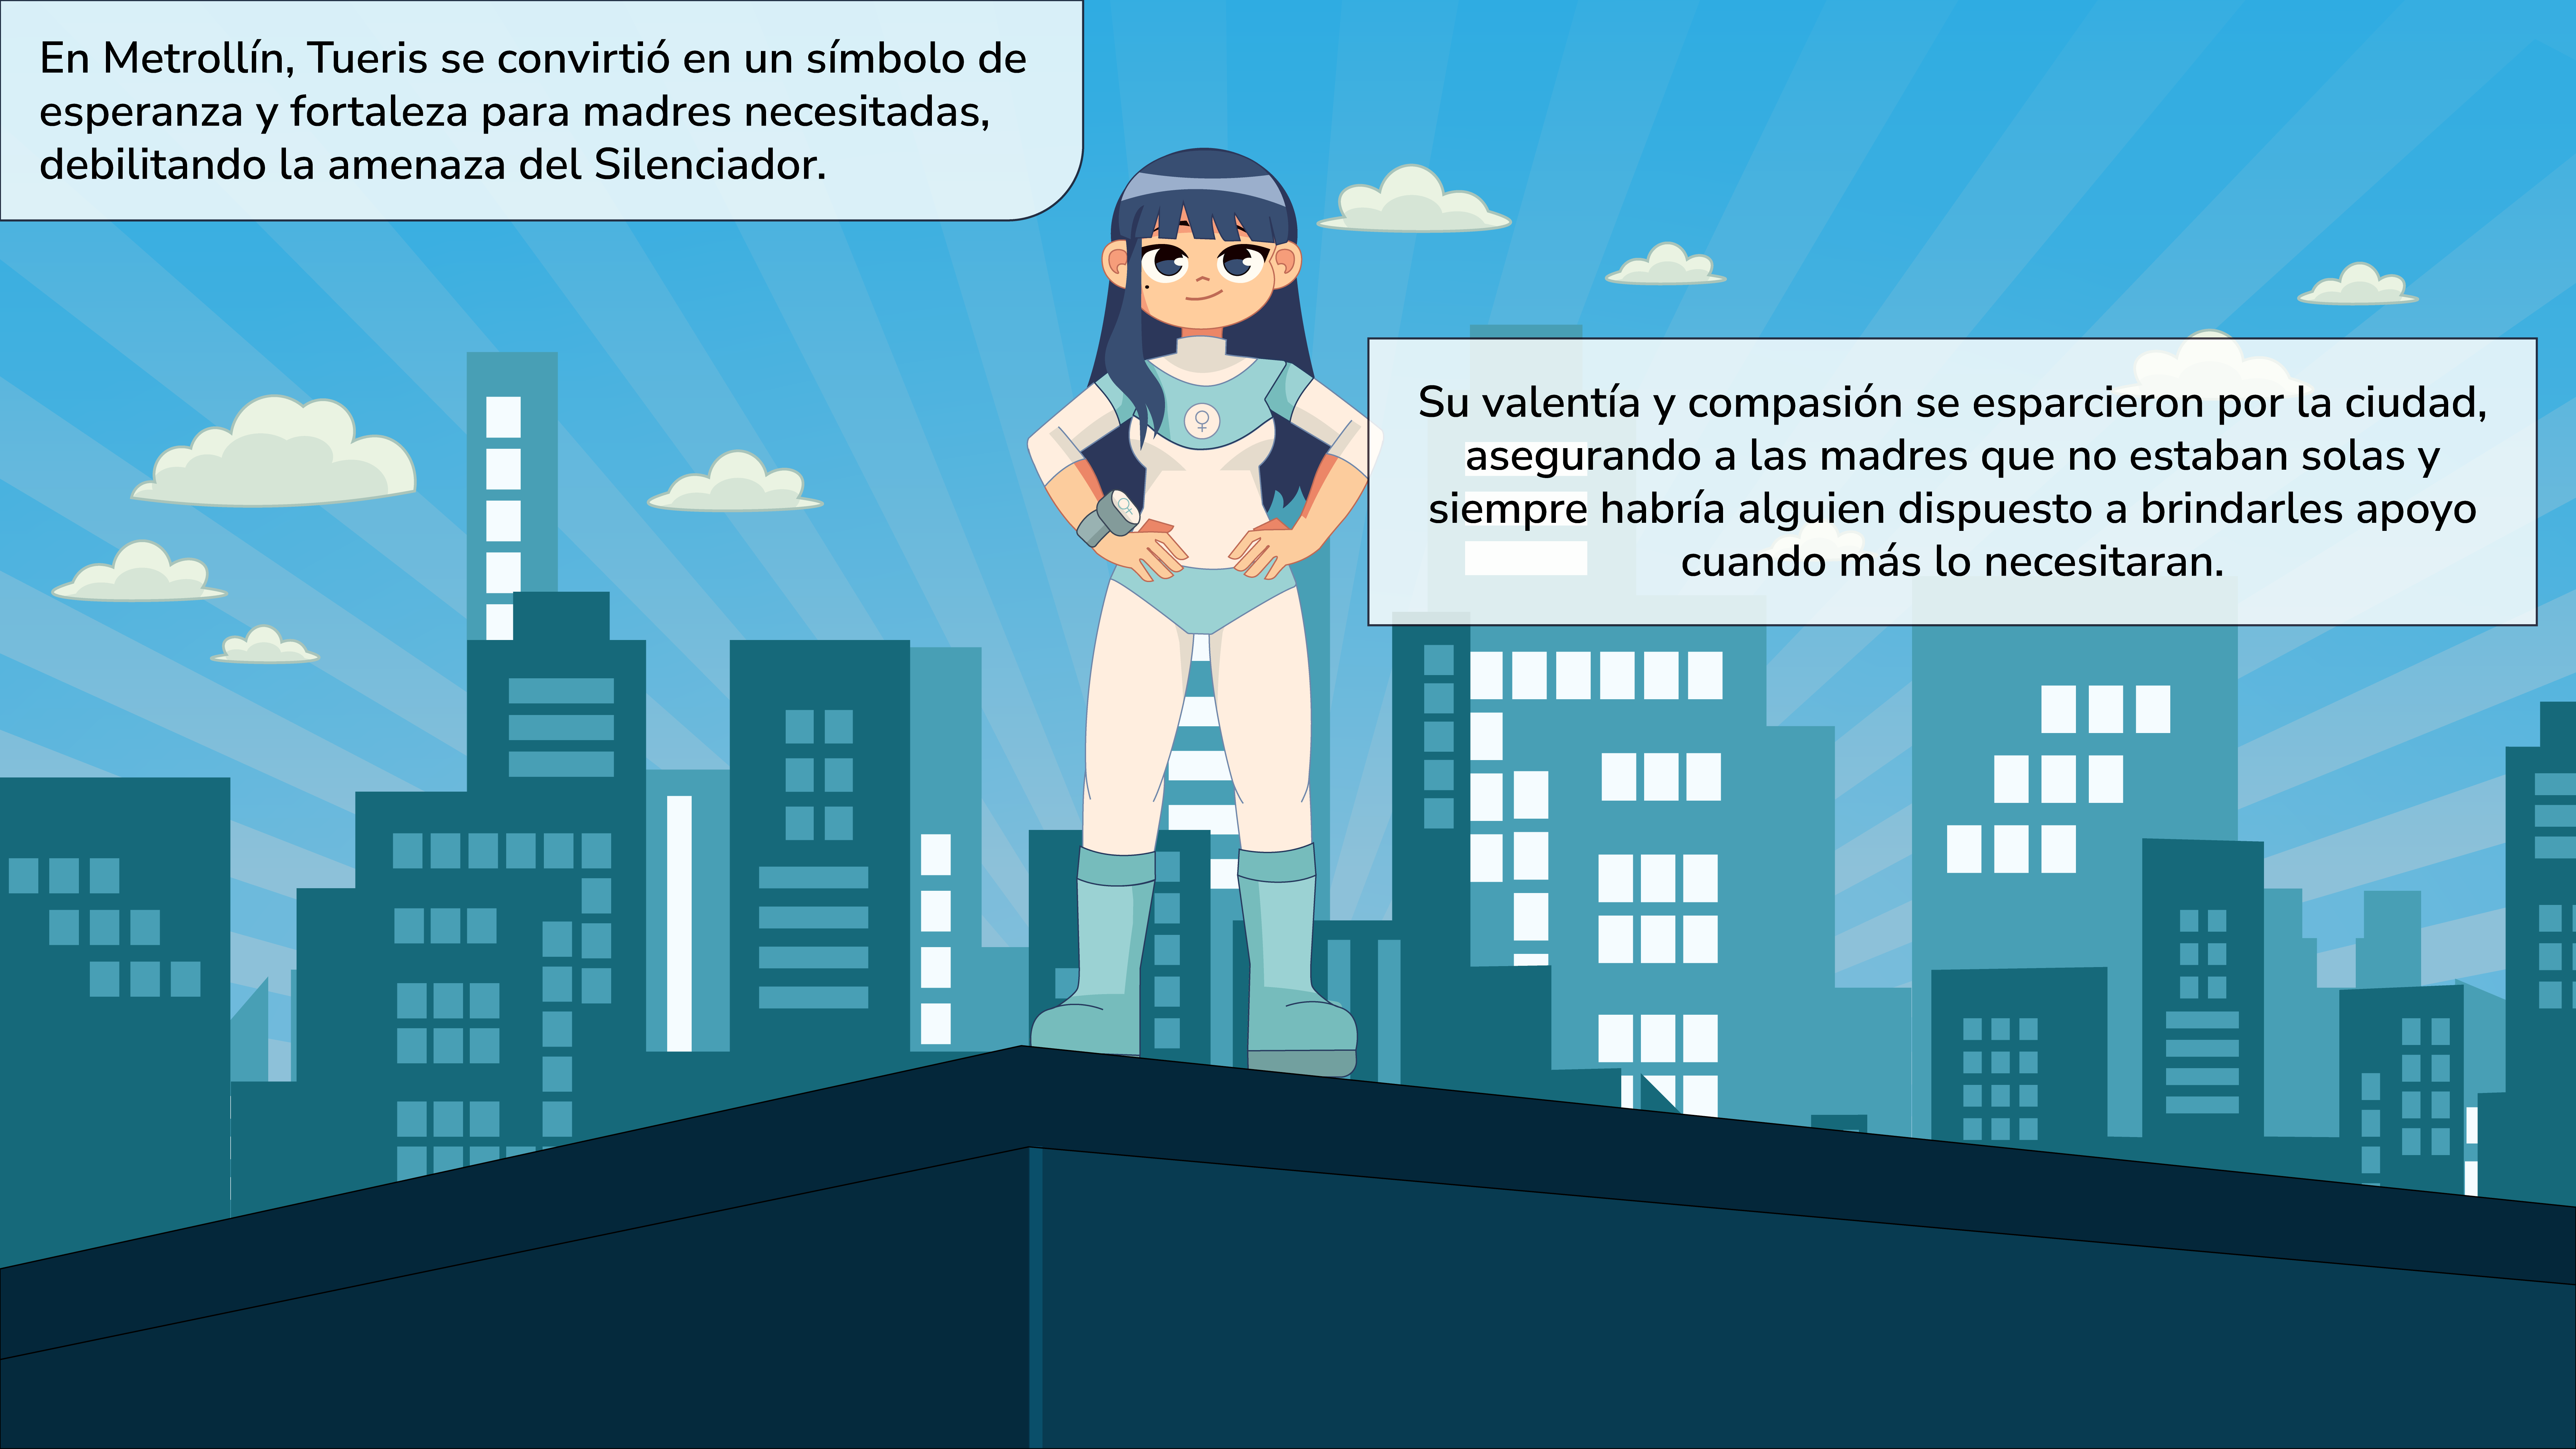 En Metrollín, Tueris se convirtió en un símbolo de
esperanza y fortaleza para madres necesitadas,
debilitando la amenaza del Silenciador.
Su valentía y compasión se esparcieron por la ciudad,
asegurando a las madres que no estaban solas y
siempre habría alguien dispuesto a brindarles apoyo
cuando más lo necesitaran.